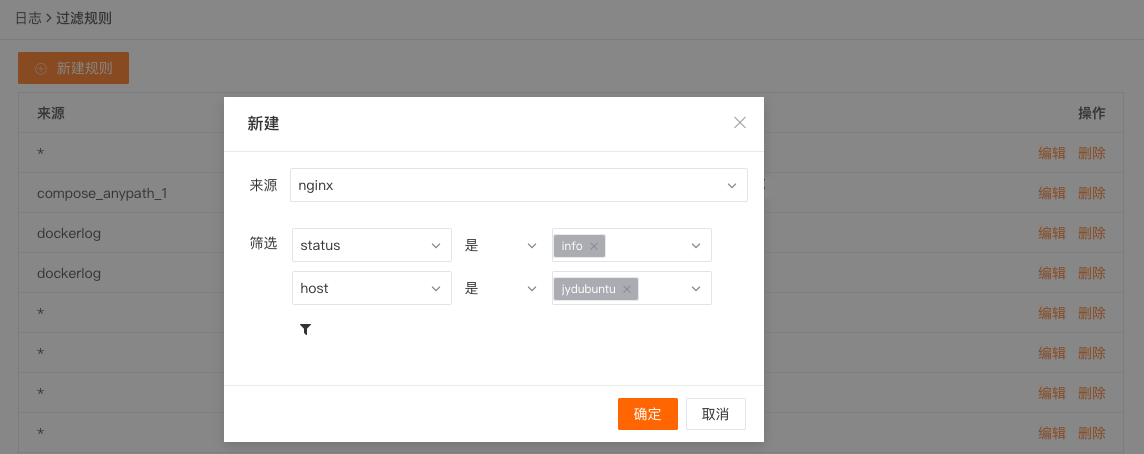 日志 > 过滤规则
新建规则
来源 操作
* 编辑 删除
compose_anypath_1 编辑 删除
dockerlog 编辑 删除
dockerlog 编辑 删除
* 编辑 删除
* 编辑 删除
* 编辑 删除
* 编辑 删除
新建
来源 nginx
筛选 status 是 info
host 是 jydubuntu
确定 取消